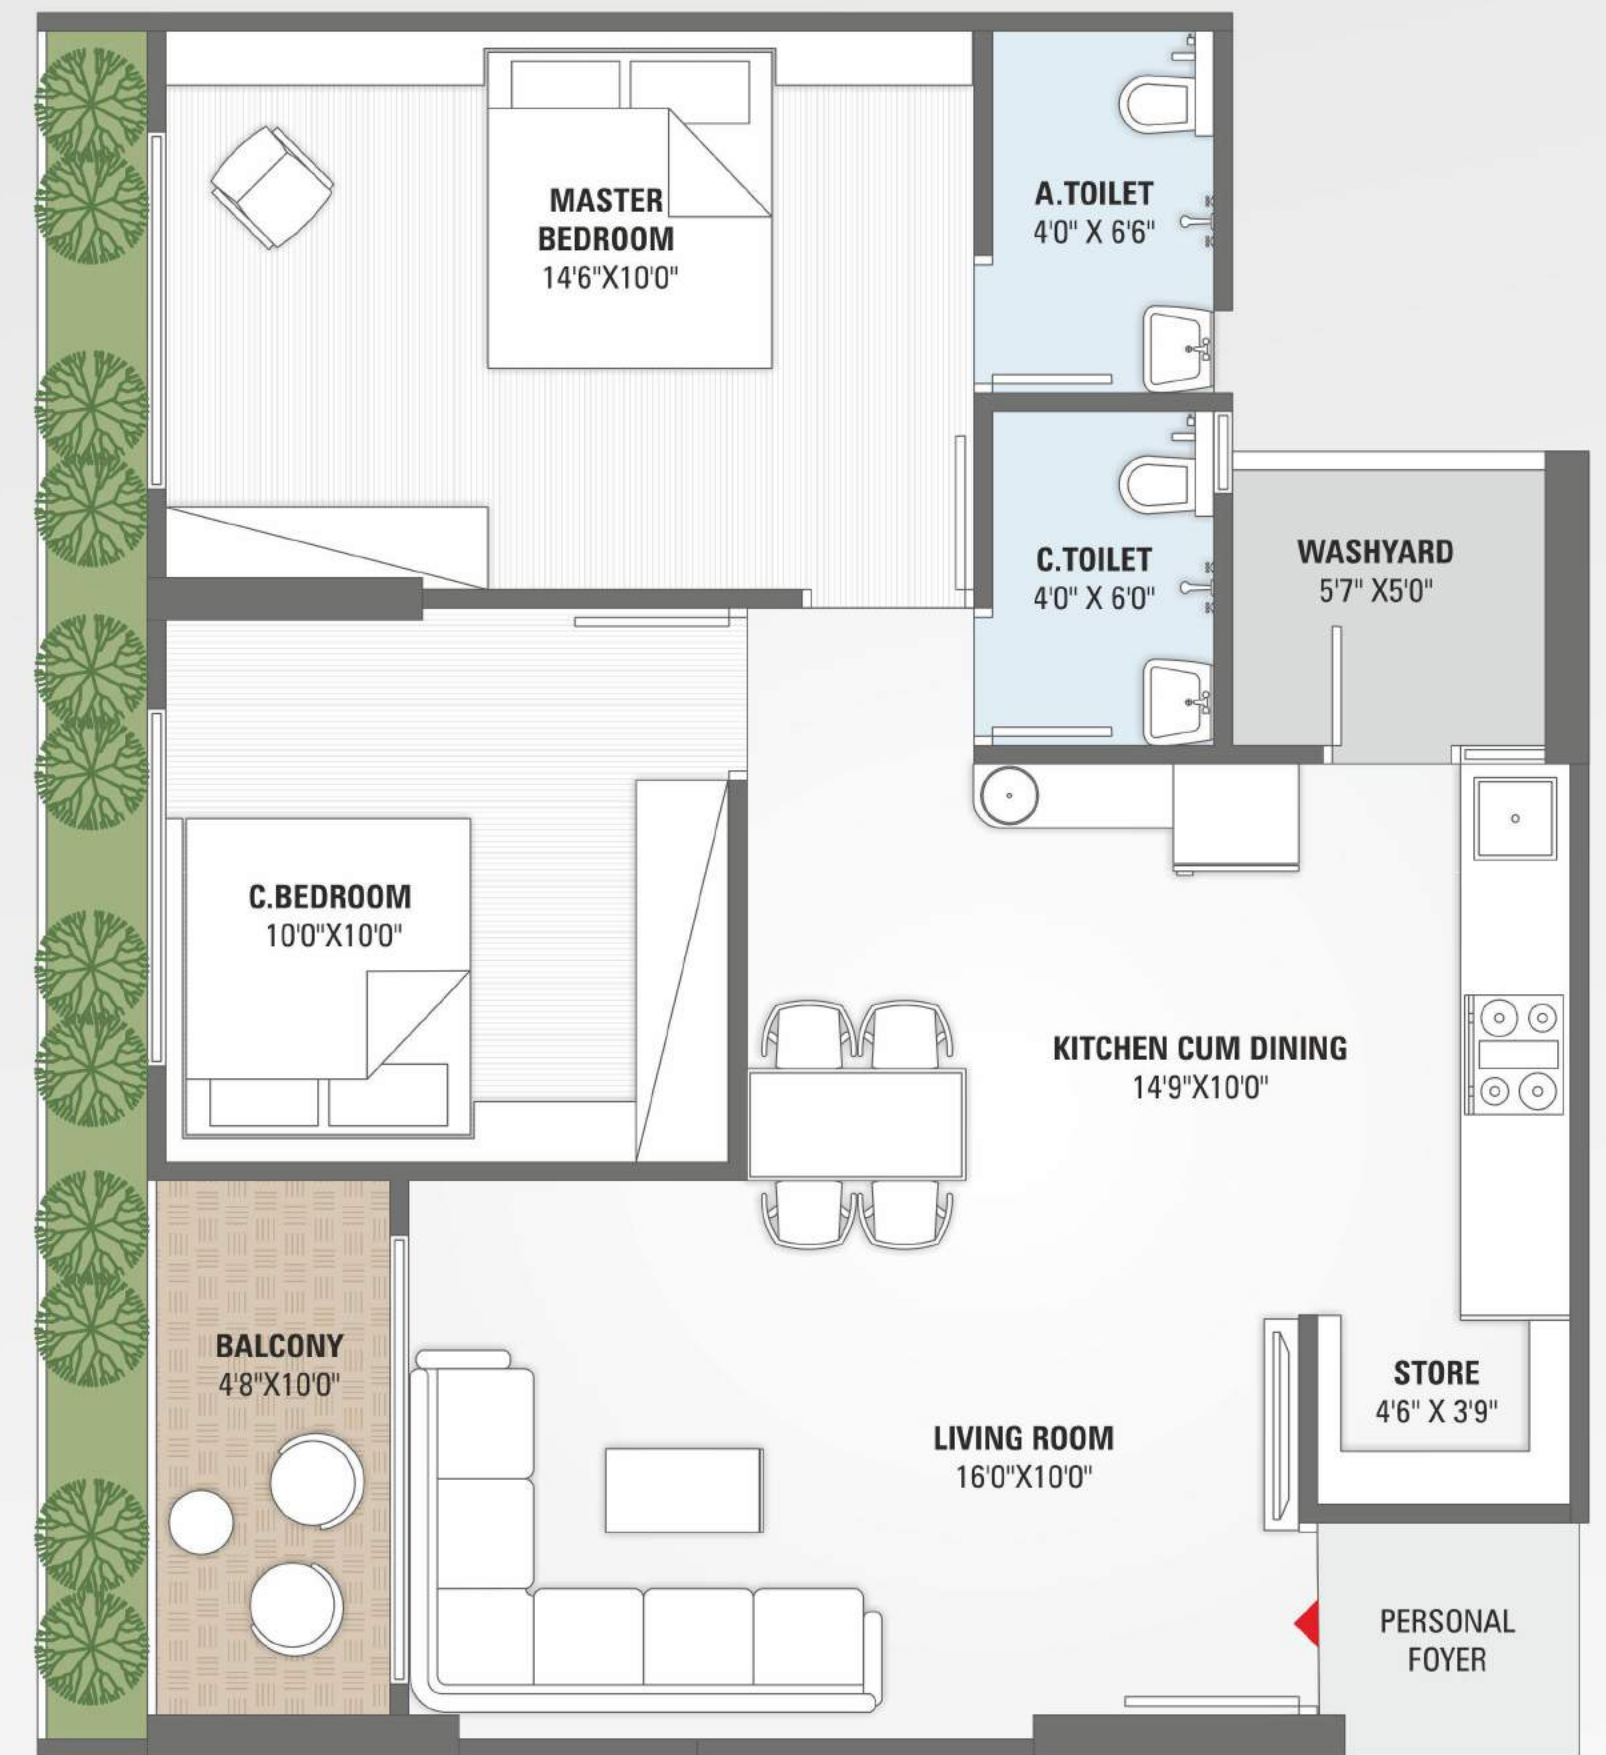 MASTER
BEDROOM
14'6"X10'0"
A.TOILET
4'0" X 6'6"
C.TOILET
4'0" X 6'0"
WASHYARD
5'7" X5'0"
C.BEDROOM
10'0"X10'0"
KITCHEN CUM DINING
14'9"X10'0"
BALCONY
4'8"X10'0"
LIVING ROOM
16'0"X10'0"
STORE
4'6" X 3'9"
PERSONAL
FOYER